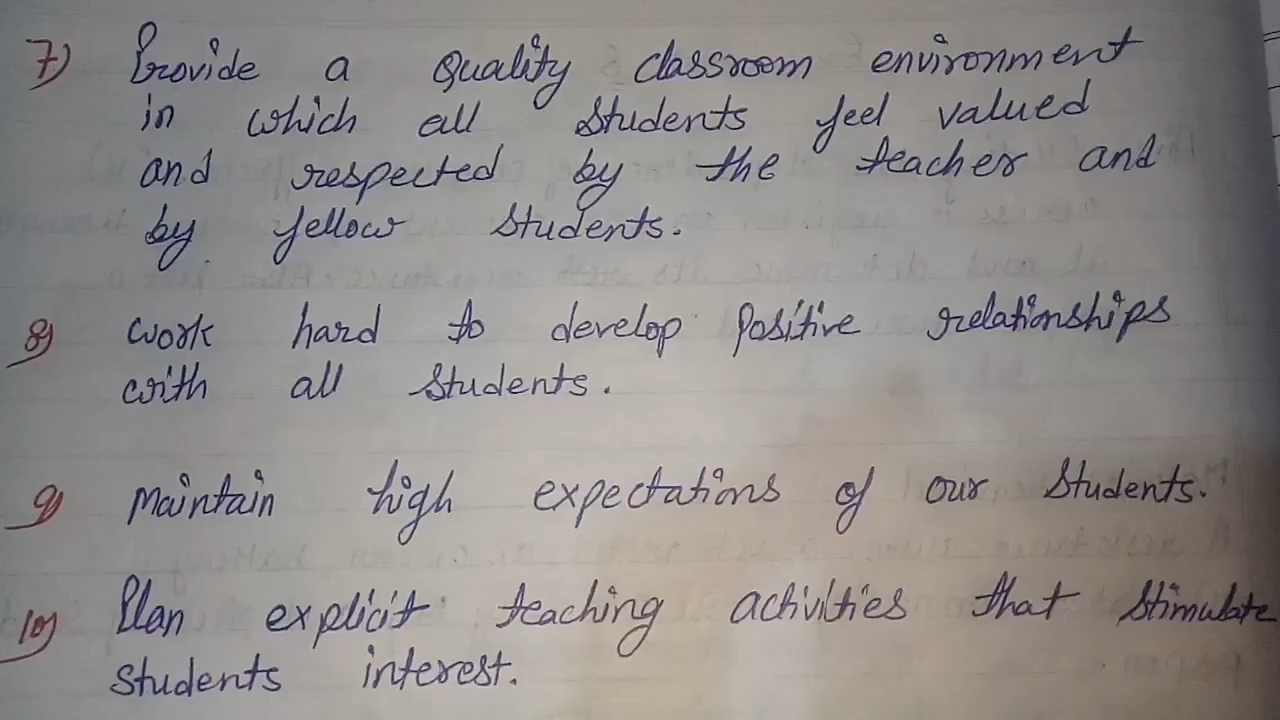 7) Provide a Quality classroom environment
in which all students feel valued
and respected by the teacher and
by yellow students.
8) work hard to develop Positive relationships
with all students.
9) Maintain high expectations of our students.
10) Plan explicit teaching activities that stimulate
students interest.